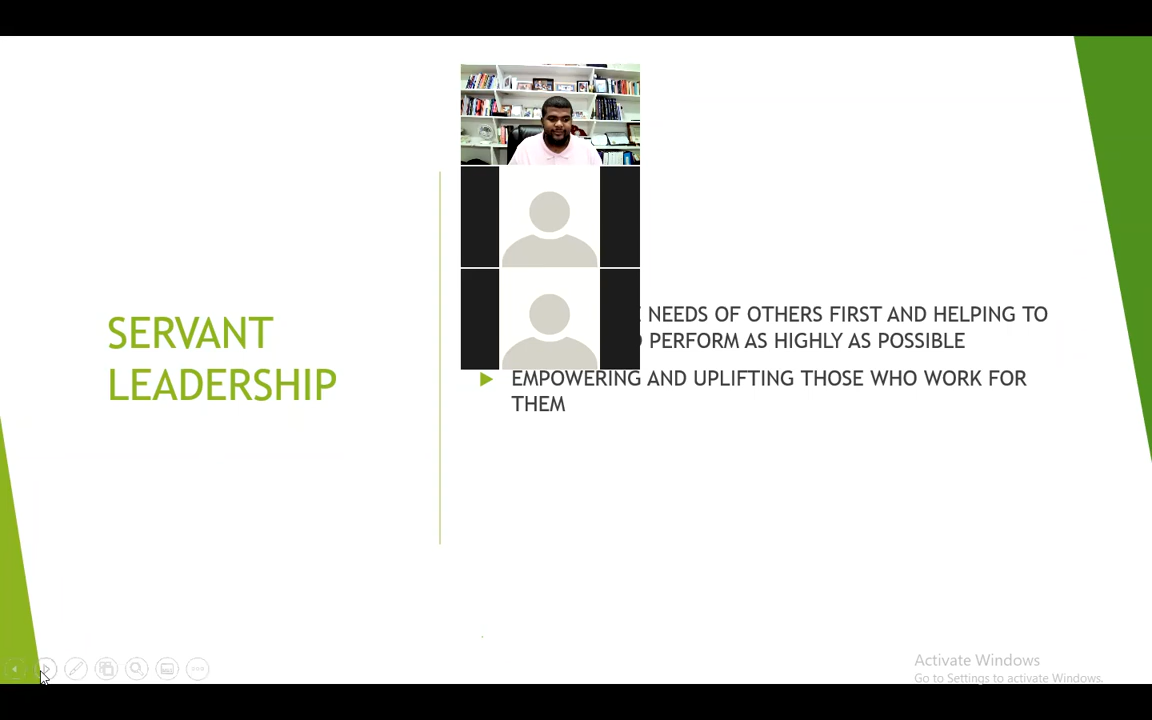 SERVANT
LEADERSHIP
NEEDS OF OTHERS FIRST AND HELPING TO
PERFORM AS HIGHLY AS POSSIBLE
EMPOWERING AND UPLIFTING THOSE WHO WORK FOR
THEM
Activate Windows
Go to Settings to activate Windows.